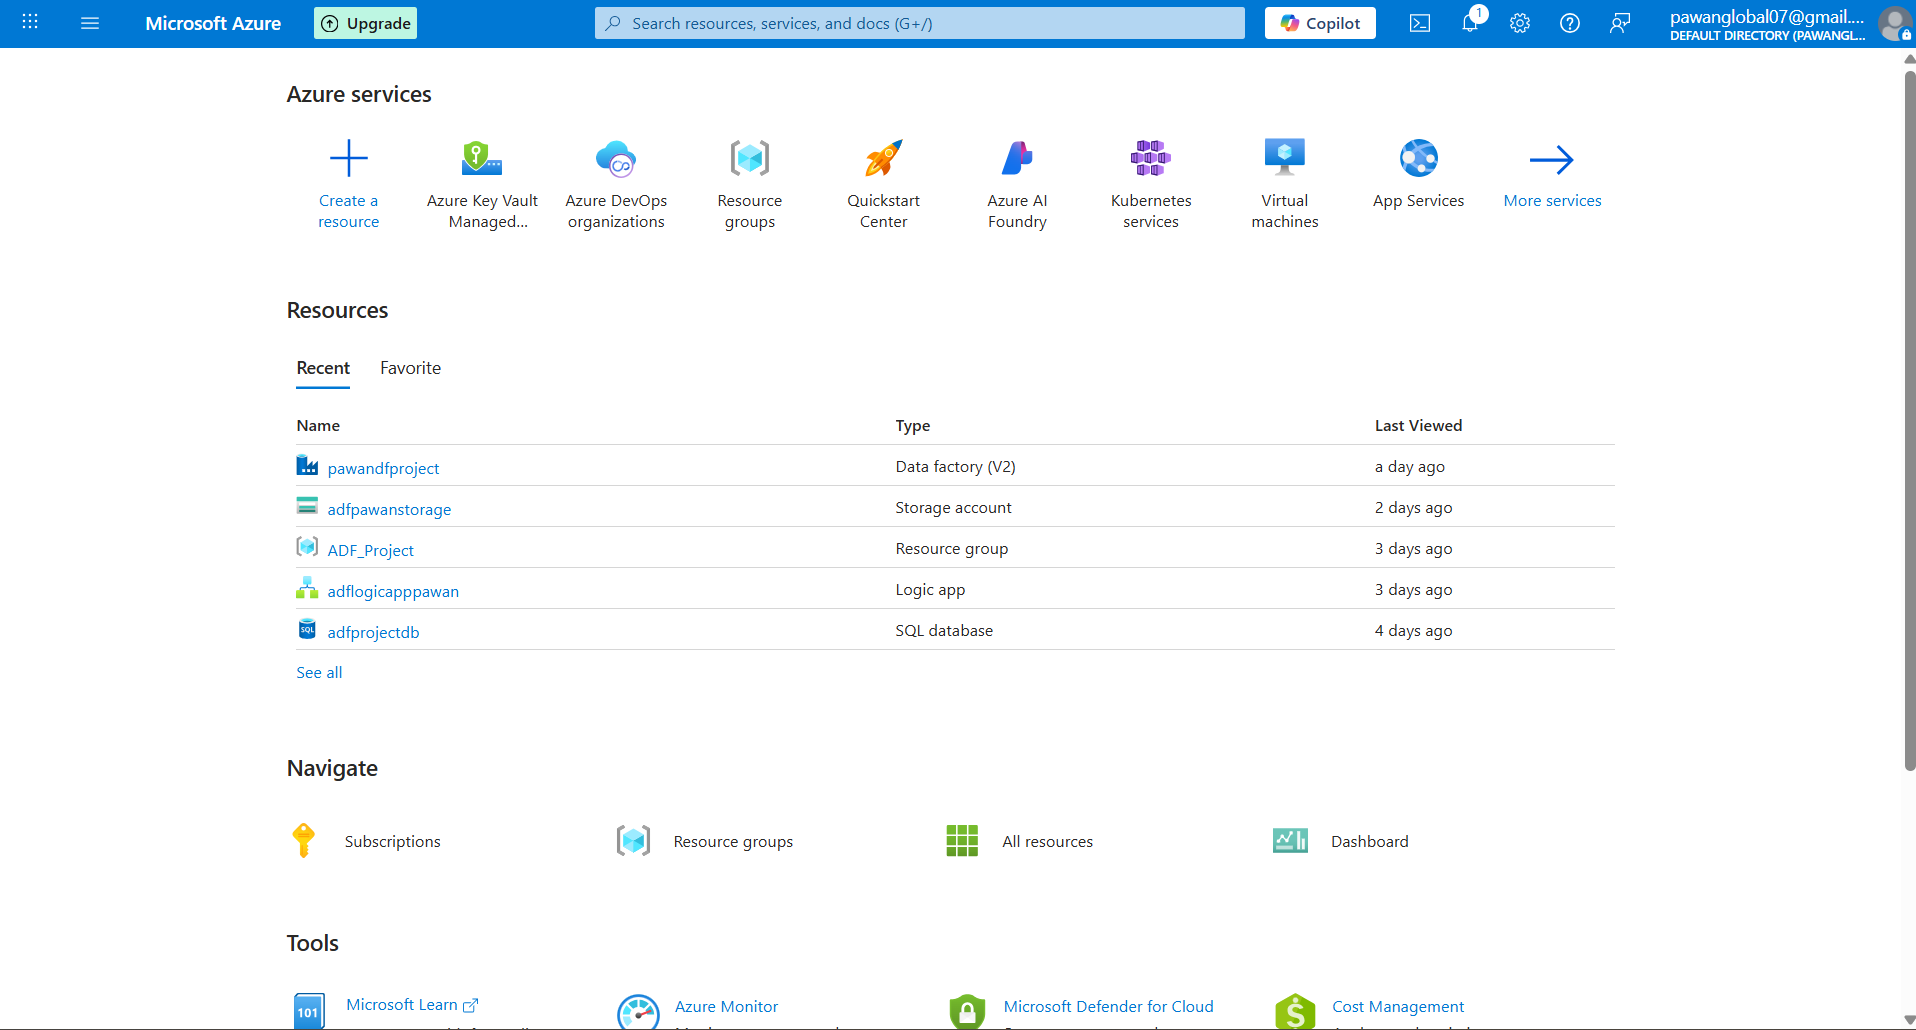 Microsoft Azure
Upgrade
Search resources, services, and docs (G+/)
Copilot
1
pawanglobal07@gmail....
DEFAULT DIRECTORY (PAWANGL...
Azure services
Create a
resource
Azure Key Vault
Managed...
Azure DevOps
organizations
Resource
groups
Quickstart
Center
Azure AI
Foundry
Kubernetes
services
Virtual
machines
App Services
More services
Resources
Recent Favorite
Name Type Last Viewed
pawandfproject Data factory (V2) a day ago
adfpawanstorage Storage account 2 days ago
ADF_Project Resource group 3 days ago
adflogicapppawan Logic app 3 days ago
SQL adfprojectdb SQL database 4 days ago
See all
Navigate
Subscriptions Resource groups All resources Dashboard
Tools
101 Microsoft Learn Azure Monitor Microsoft Defender for Cloud $ Cost Management